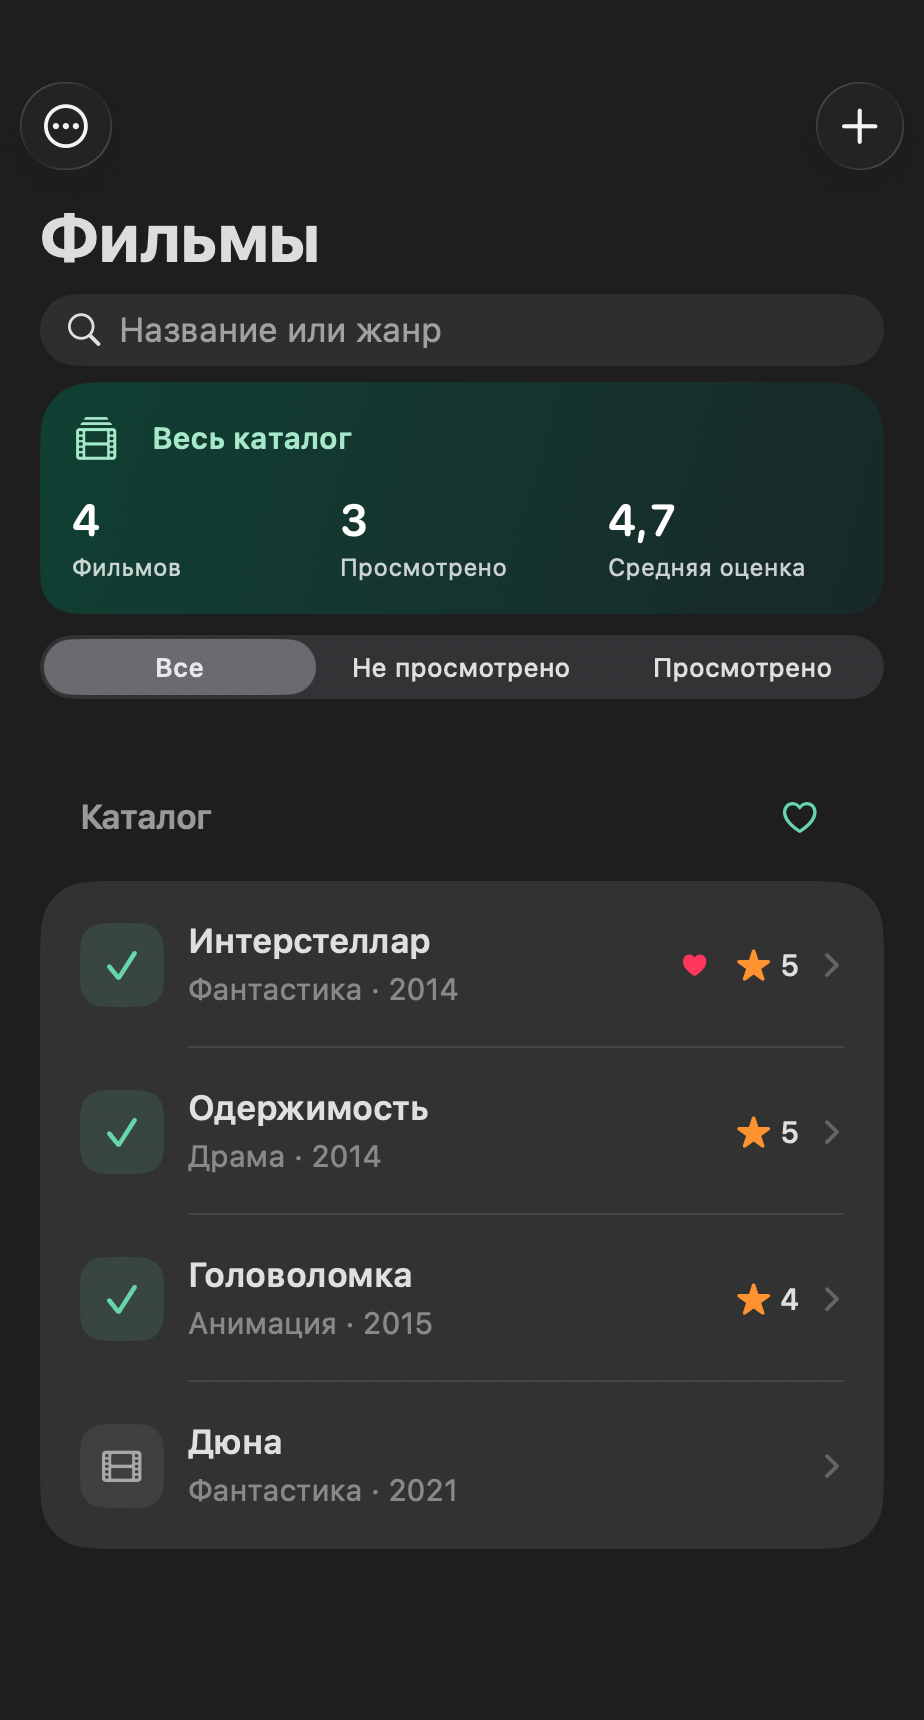 Фильмы
Название или жанр
Весь каталог
4 3 4,7
Фильмов Просмотрено Средняя оценка
Все Не просмотрено Просмотрено
Каталог
Интерстеллар
Фантастика · 2014
5
Одержимость
Драма · 2014
5
Головоломка
Анимация · 2015
4
Дюна
Фантастика · 2021